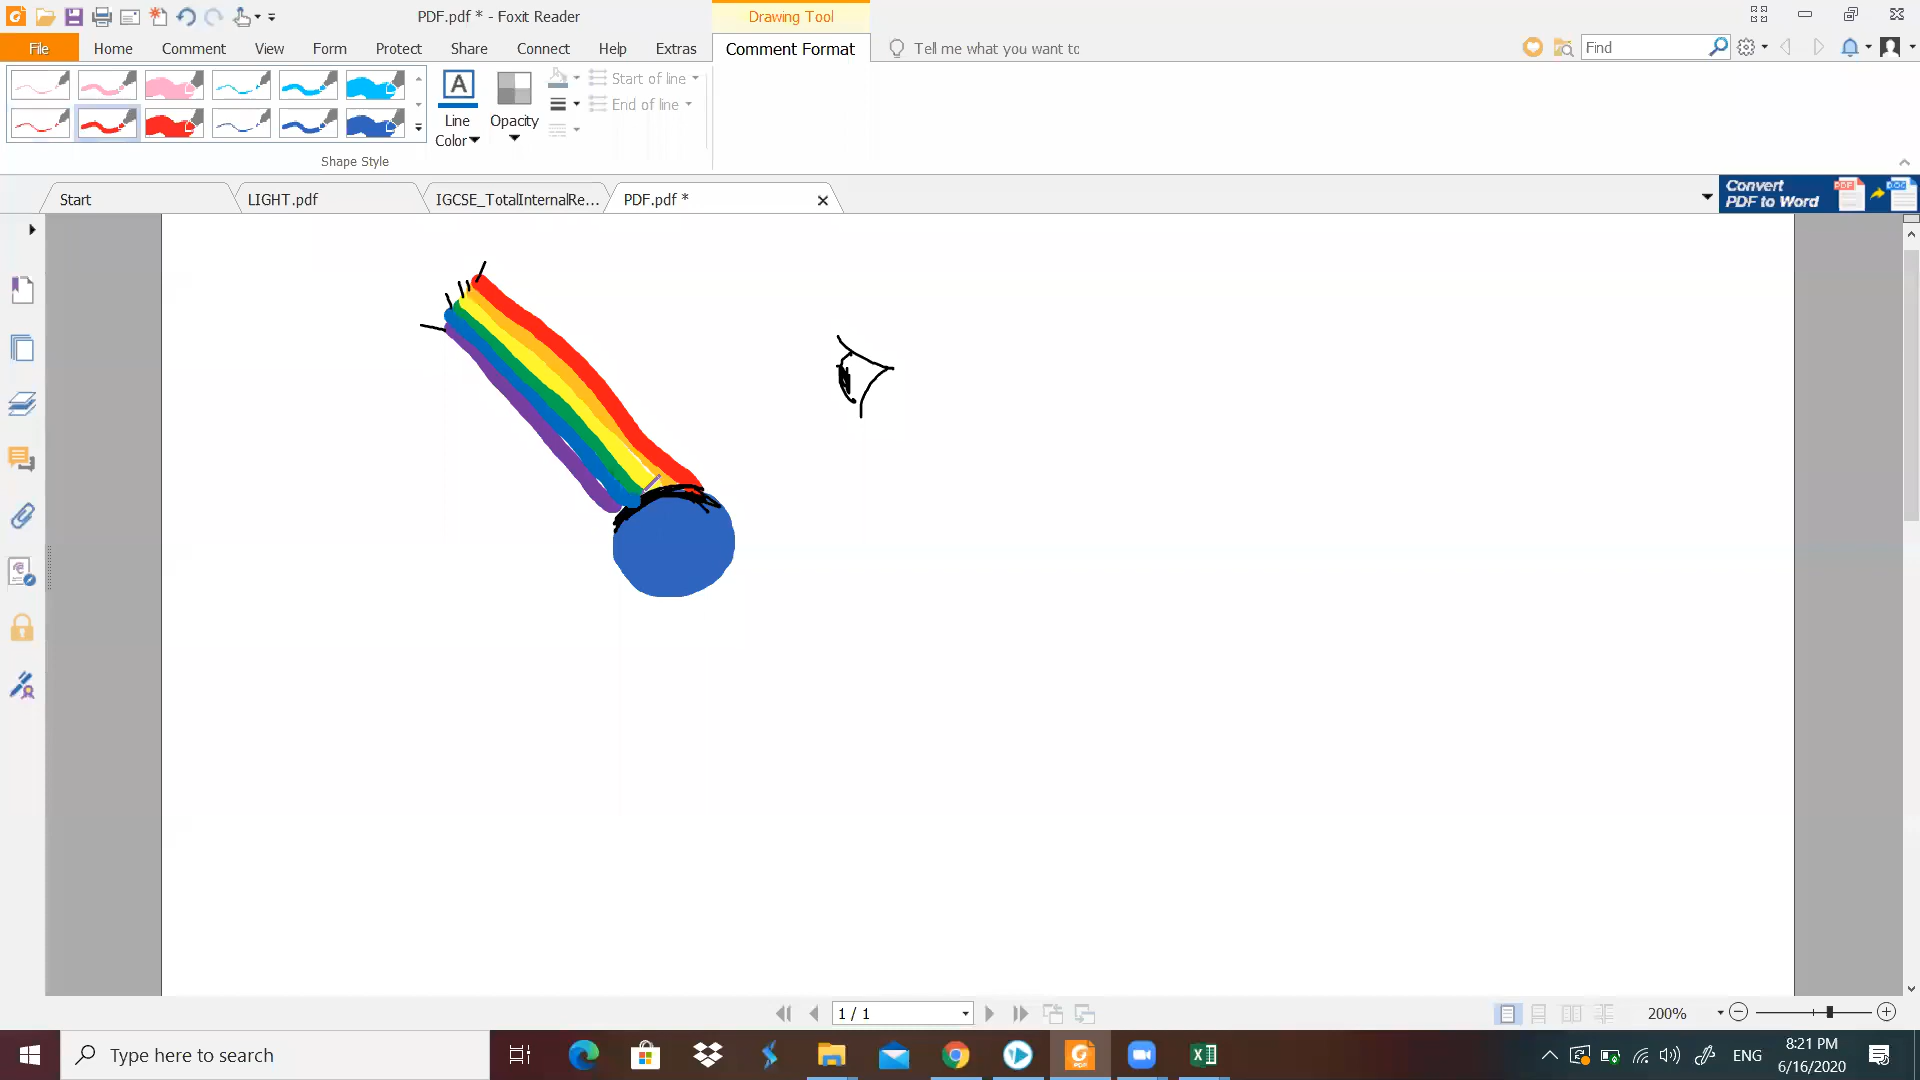 PDF.pdf * - Foxit Reader
Drawing Tool
File
Home
Comment
View
Form
Protect
Share
Connect
Help
Extras
Comment Format
Tell me what you want to
Find
A
Line
Color
Opacity
Start of line
End of line
Shape Style
Start
LIGHT.pdf
IGCSE_TotalInternalRe...
PDF.pdf *
Convert
PDF to Word
1 / 1
200%
Type here to search
ENG
8:21 PM
6/16/2020